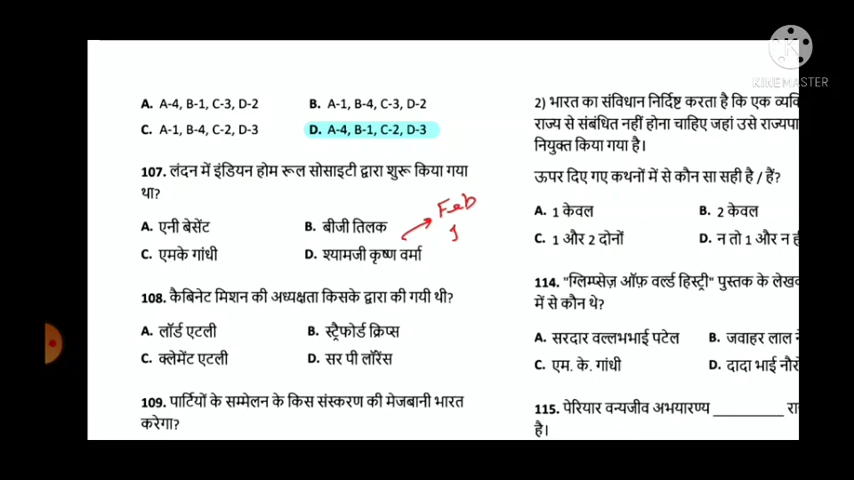 KINEMASTER
A. A-4, B-1, C-3, D-2
B. A-1, B-4, C-3, D-2
C. A-1, B-4, C-2, D-3
D. A-4, B-1, C-2, D-3
107. लंदन में इंडियन होम रूल सोसाइटी द्वारा शुरू किया गया
था?
A. एनी बेसेंट
B. बीजी तिलक
C. एमके गांधी
D. श्यामजी कृष्ण वर्मा
Feb
1
108. कैबिनेट मिशन की अध्यक्षता किसके द्वारा की गयी थी?
A. लॉर्ड एटली
B. स्ट्रैफोर्ड क्रिप्स
C. क्लेमेंट एटली
D. सर पी लॉरेंस
109. पार्टियों के सम्मेलन के किस संस्करण की मेजबानी भारत
करेगा?
2) भारत का संविधान निर्दिष्ट करता है कि एक
राज्य से संबंधित नहीं होना चाहिए जहां उसे
नियुक्त किया गया है।
ऊपर दिए गए कथनों में से कौन सा सही है / हैं?
A. 1 केवल
B. 2 केवल
C. 1 और 2 दोनों
D. न तो 1 और न
114. "ग्लिम्प्सेज़ ऑफ़ वर्ल्ड हिस्ट्री" पुस्तक के
में से कौन थे?
A. सरदार वल्लभभाई पटेल
B. जवाहर लाल
C. एम. के. गांधी
D. दादा भाई
115. पेरियार वन्यजीव अभयारण्य ____________
है।